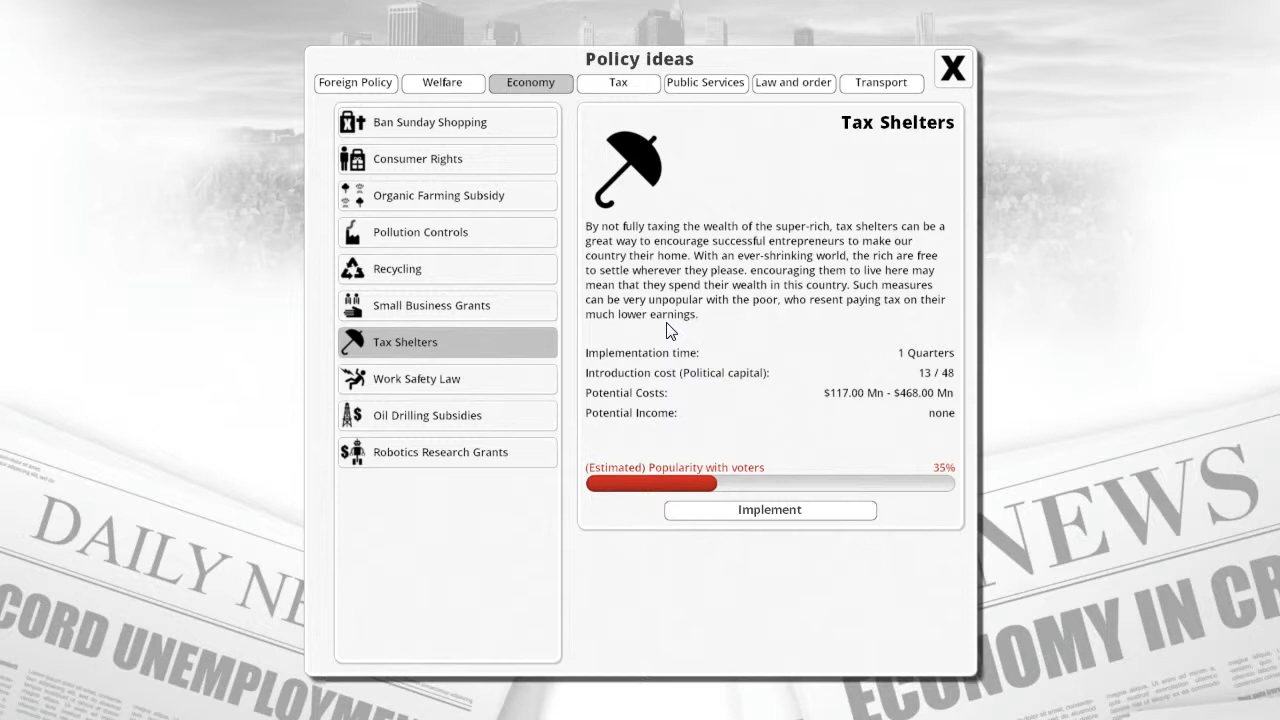 Policy ideas
X
Foreign Policy
Welfare
Economy
Tax
Public Services
Law and order
Transport
Ban Sunday Shopping
Consumer Rights
Organic Farming Subsidy
Pollution Controls
Recycling
Small Business Grants
Tax Shelters
Work Safety Law
Oil Drilling Subsidies
Robotics Research Grants
Tax Shelters
By not fully taxing the wealth of the super-rich, tax shelters can be a
great way to encourage successful entrepreneurs to make our
country their home. With an ever-shrinking world, the rich are free
to settle wherever they please. encouraging them to live here may
mean that they spend their wealth in this country. Such measures
can be very unpopular with the poor, who resent paying tax on their
much lower earnings.
Implementation time: 1 Quarters
Introduction cost (Political capital): 13 / 48
Potential Costs: $117.00 Mn - $468.00 Mn
Potential Income: none
(Estimated) Popularity with voters 35%
Implement
DAILY NE
CORD UNEMPLOYM
NEWS
ECONOMY IN CR